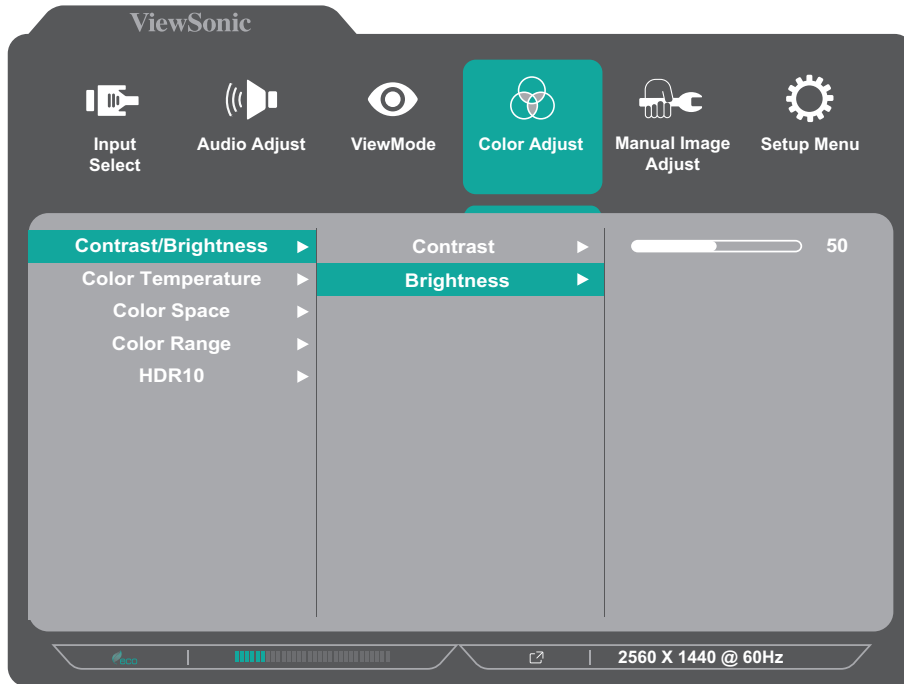 ViewSonic
Input
Select
Audio Adjust
ViewMode
Color Adjust
Manual Image
Adjust
Setup Menu
Contrast/Brightness
Contrast
50
Color Temperature
Brightness
Color Space
Color Range
HDR10
eco
2560 X 1440 @ 60Hz